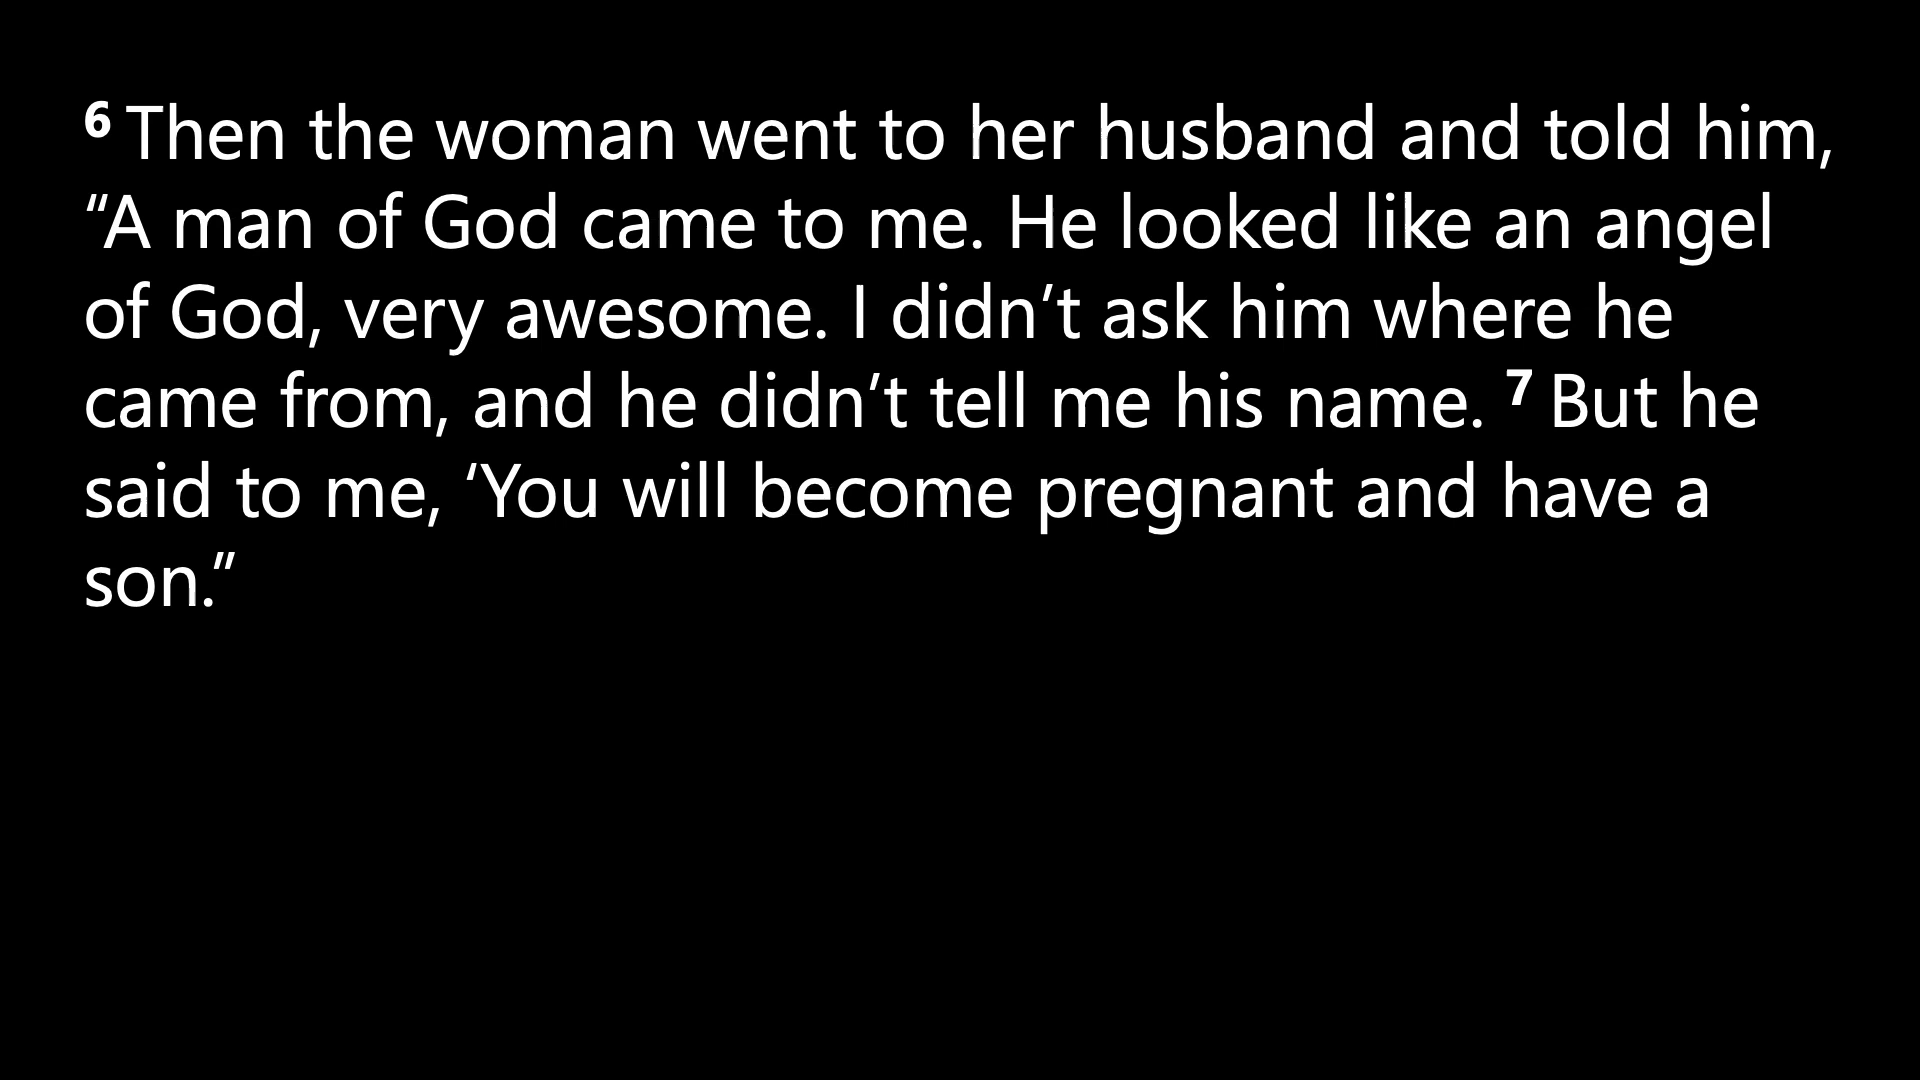 6 Then the woman went to her husband and told him,
“A man of God came to me. He looked like an angel
of God, very awesome. I didn’t ask him where he
came from, and he didn’t tell me his name. 7 But he
said to me, ‘You will become pregnant and have a
son.”